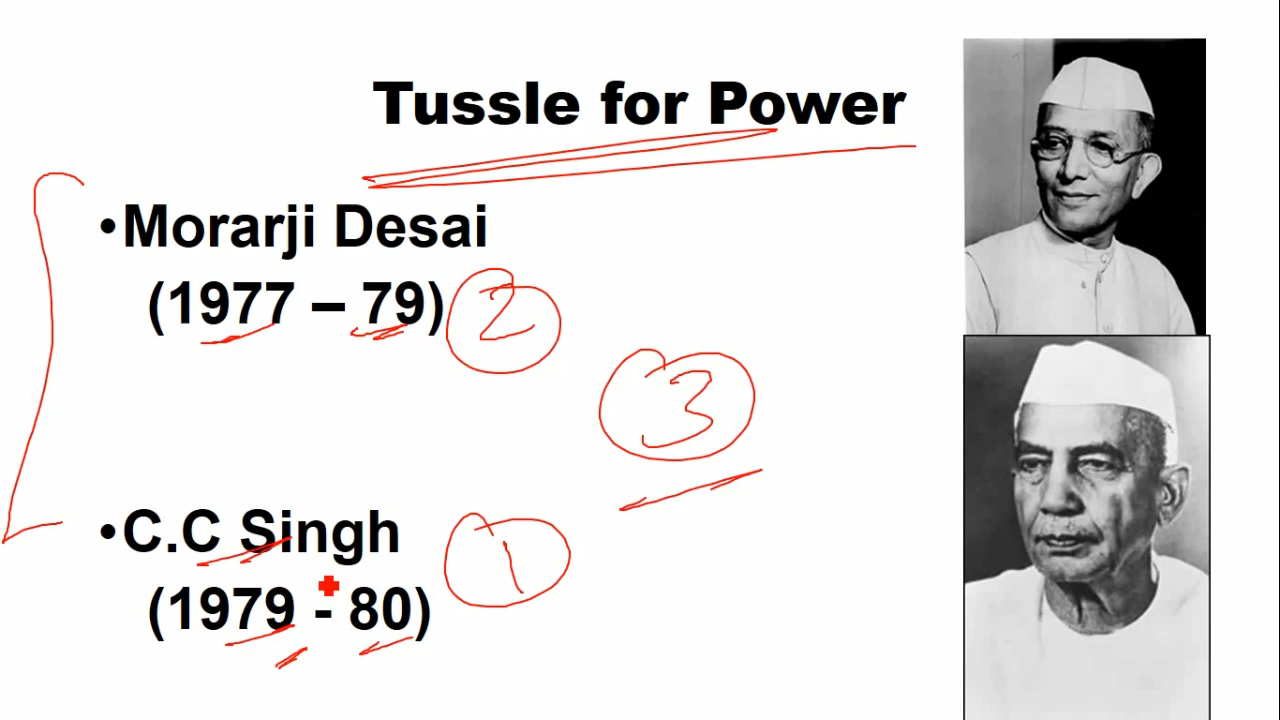 Tussle for Power
•Morarji Desai
(1977 – 79) 2
3
•C.C Singh 1
(1979 - 80)